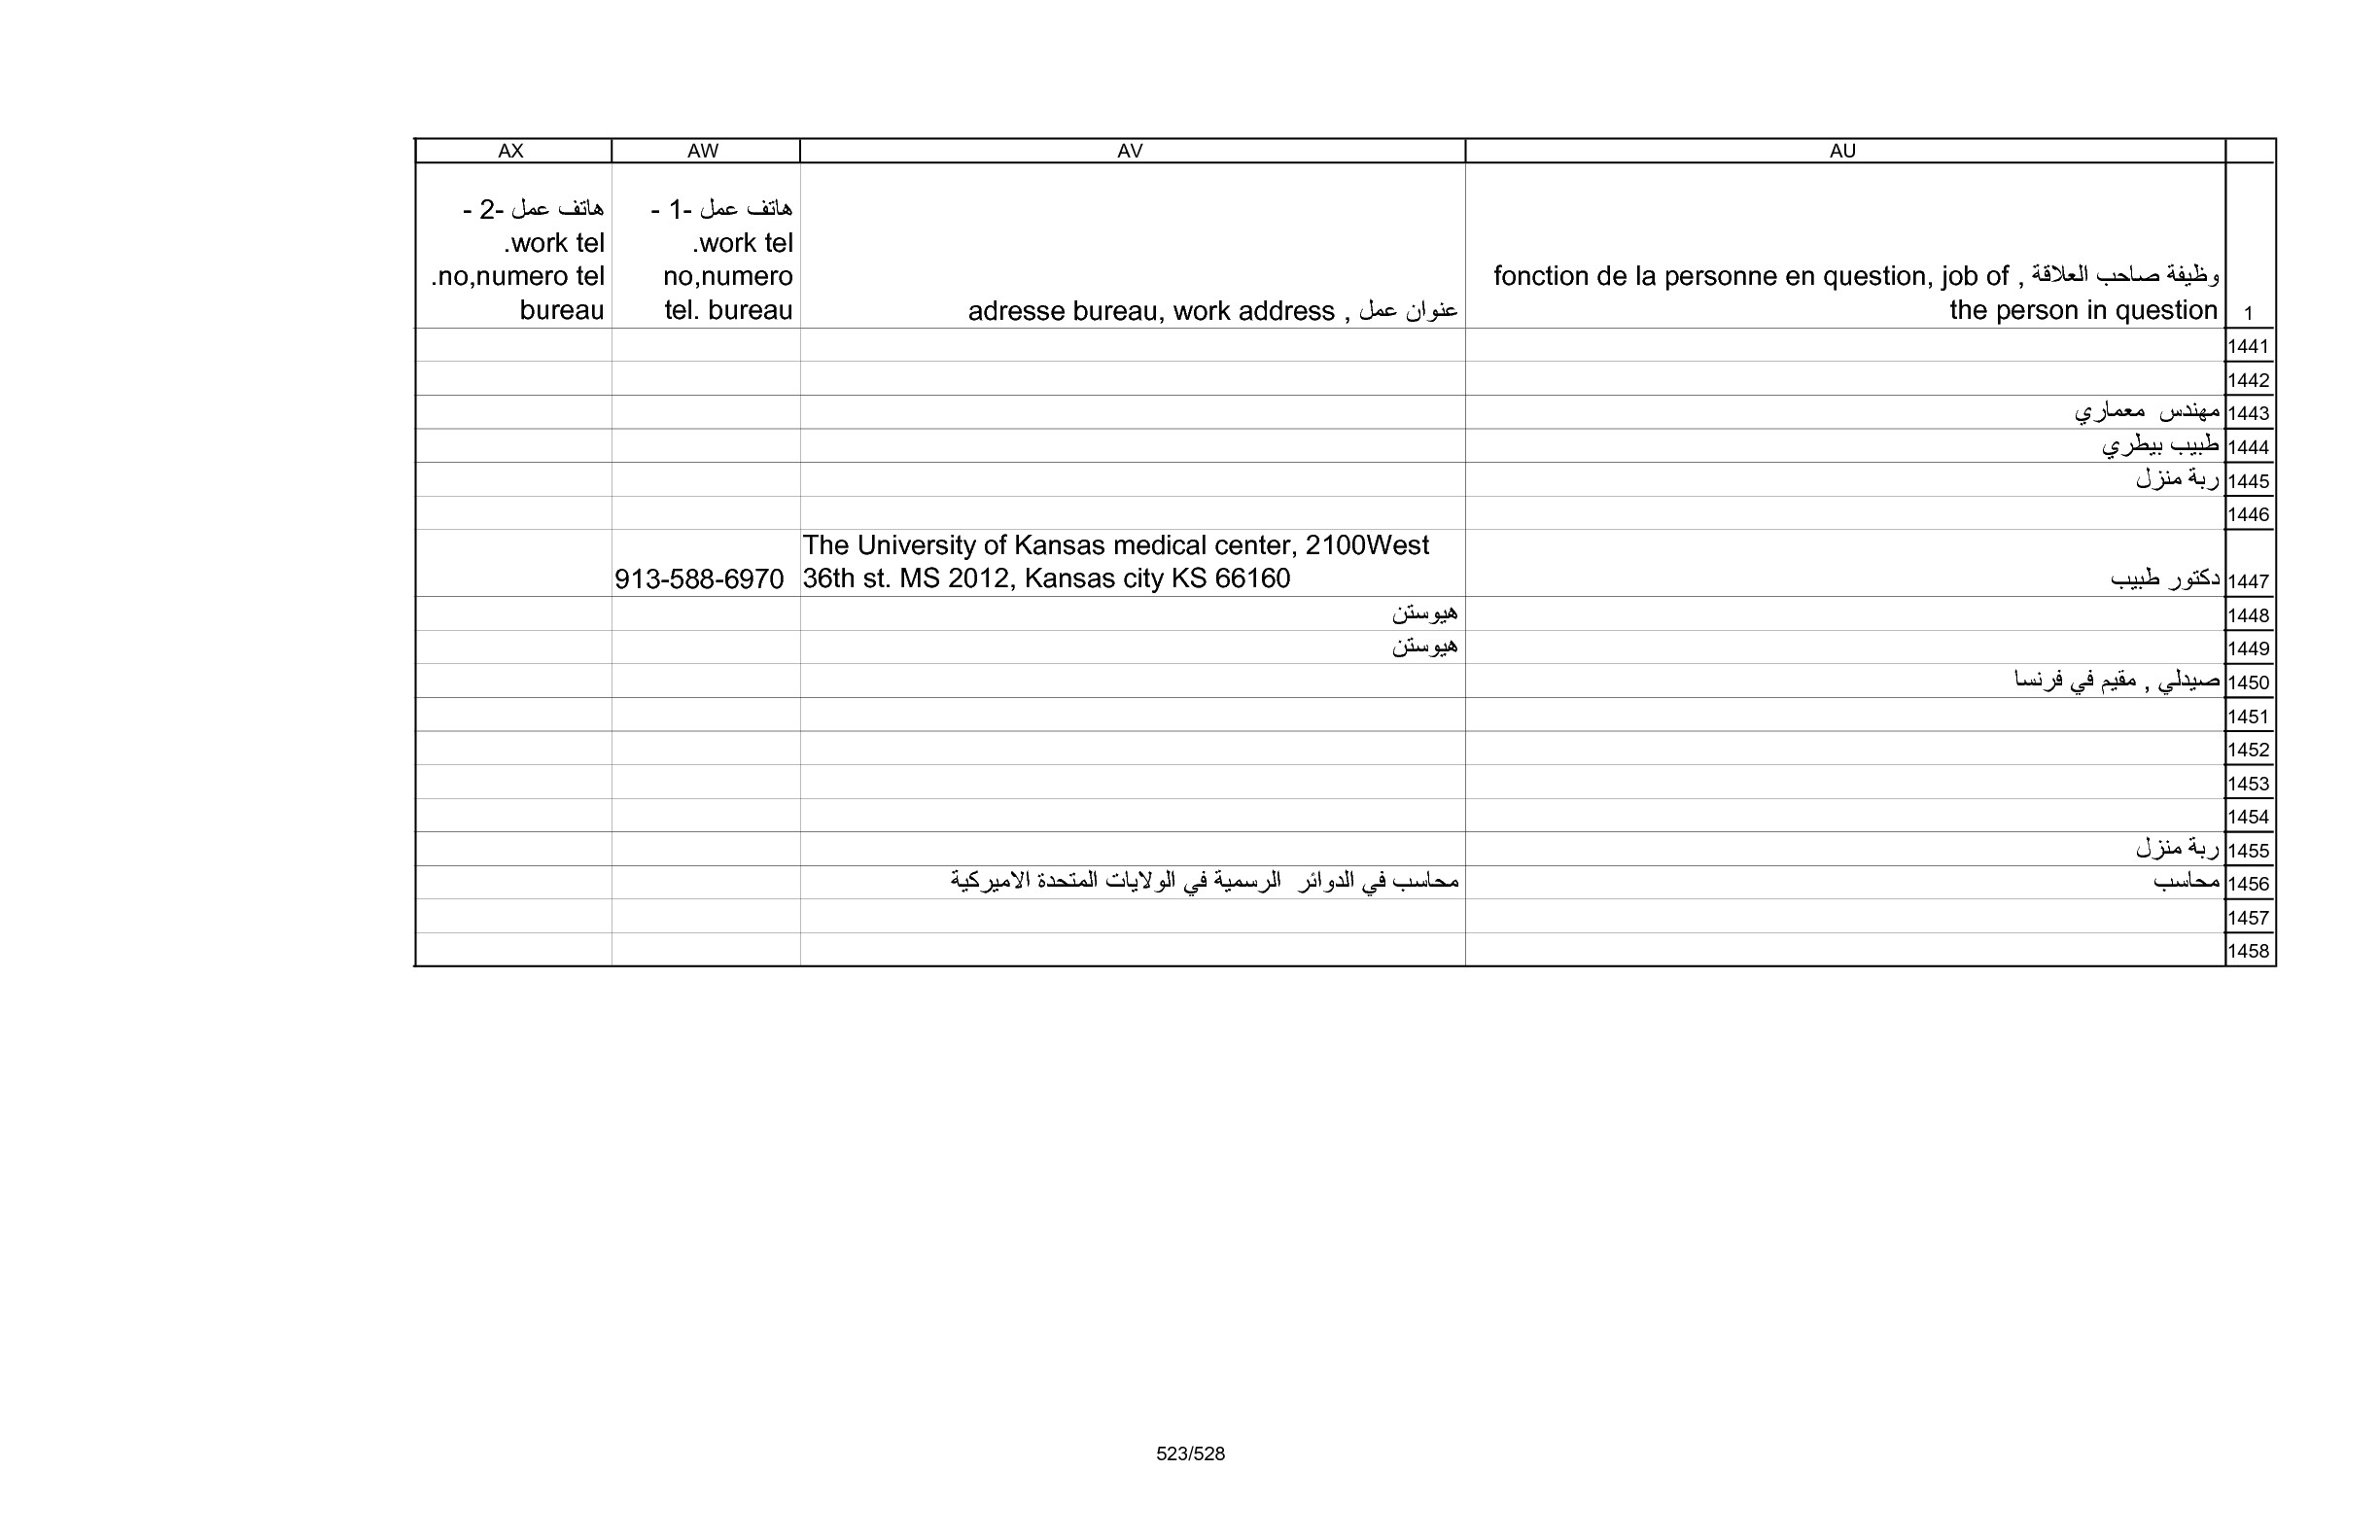 AU
AV
AW
AX
1
وظيفة صاحب العلاقة , fonction de la personne en question, job of
the person in question
عنوان عمل , adresse bureau, work address
هاتف عمل -1 -
work tel.
no,numero
tel. bureau
هاتف عمل -2 -
work tel.
no,numero tel.
bureau
1441
1442
1443 مهندس معماري
1444 طبيب بيطري
1445 ربة منزل
1446
1447 دكتور طبيب
The University of Kansas medical center, 2100West
36th st. MS 2012, Kansas city KS 66160
913-588-6970
1448 هيوستن
1449 هيوستن
1450 صيدلي , مقيم في فرنسا
1451
1452
1453
1454
1455 ربة منزل
1456 محاسب محاسب في الدوائر الرسمية في الولايات المتحدة الاميركية
1457
1458
523/528